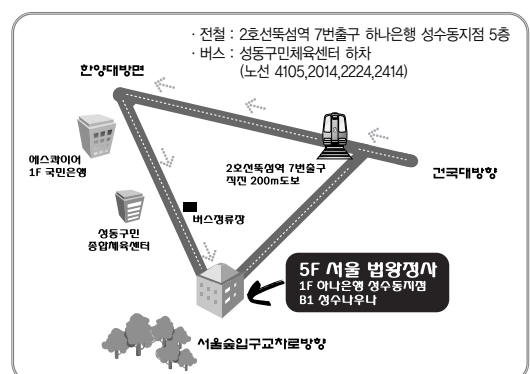 · 전철 : 2호선뚝섬역 7번출구 하나은행 성수동지점 5층
· 버스 : 성동구민체육센터 하차
(노선 4105,2014,2224,2414)
한양대방면
에스콰이어
1F 국민은행
2호선뚝섬역 7번출구
직진 200m도보
건국대방향
버스정류장
성동구민
종합체육센터
5F 서울 법왕정사
1F 하나은행 성수동지점
B1 성수나우나
서울숲입구교차로방향